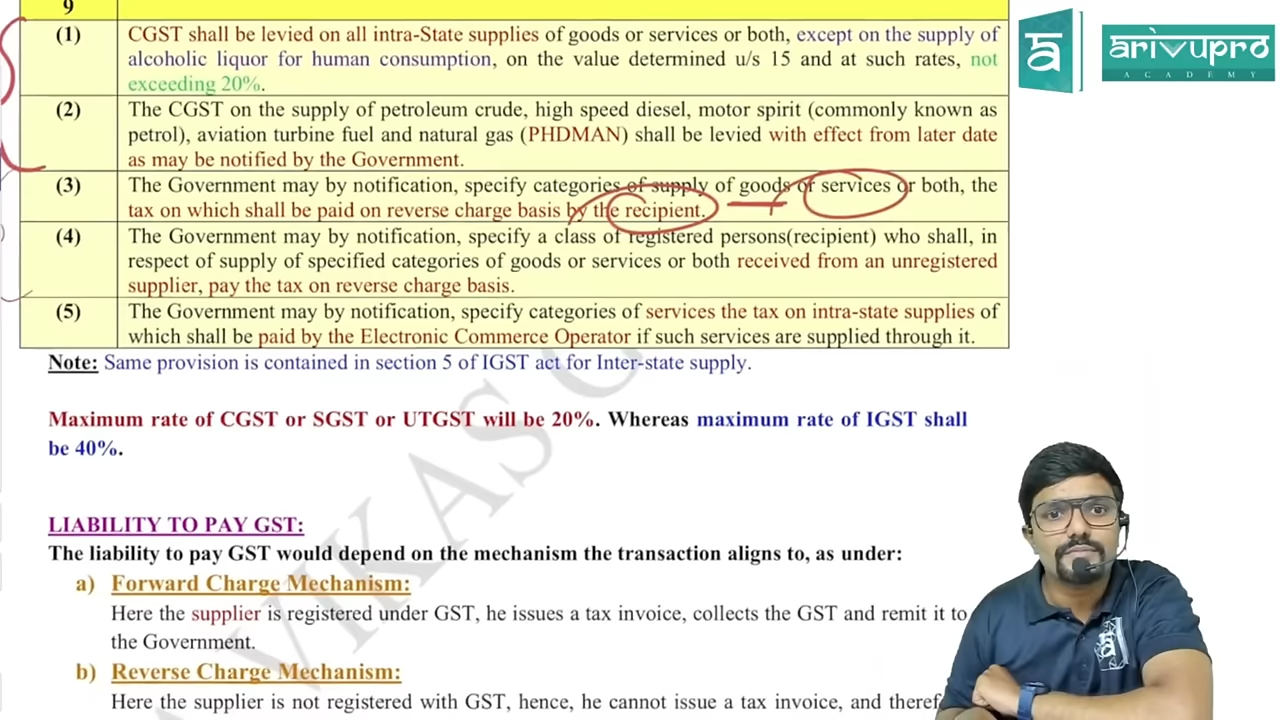 9
(1)
CGST shall be levied on all intra-State supplies of goods or services or both, except on the supply of
alcoholic liquor for human consumption, on the value determined u/s 15 and at such rates, not
exceeding 20%.
(2)
The CGST on the supply of petroleum crude, high speed diesel, motor spirit (commonly known as
petrol), aviation turbine fuel and natural gas (PHDMAN) shall be levied with effect from later date
as may be notified by the Government.
(3)
The Government may by notification, specify categories of supply of goods or services or both, the
tax on which shall be paid on reverse charge basis by the recipient.
(4)
The Government may by notification, specify a class of registered persons(recipient) who shall, in
respect of supply of specified categories of goods or services or both received from an unregistered
supplier, pay the tax on reverse charge basis.
(5)
The Government may by notification, specify categories of services the tax on intra-state supplies of
which shall be paid by the Electronic Commerce Operator if such services are supplied through it.
Note: Same provision is contained in section 5 of IGST act for Inter-state supply.
Maximum rate of CGST or SGST or UTGST will be 20%. Whereas maximum rate of IGST shall
be 40%.
LIABILITY TO PAY GST:
The liability to pay GST would depend on the mechanism the transaction aligns to, as under:
a) Forward Charge Mechanism:
Here the supplier is registered under GST, he issues a tax invoice, collects the GST and remit it to
the Government.
b) Reverse Charge Mechanism:
Here the supplier is not registered with GST, hence, he cannot issue a tax invoice, and
VIKAS
arivupro
ACADEMY